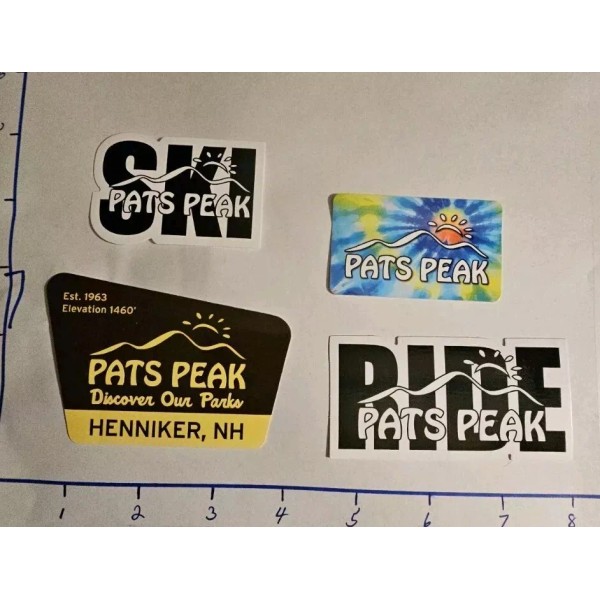 SKI
PATS PEAK
PATS PEAK
Est. 1963
Elevation 1460'
PATS PEAK
Discover Our Parks
HENNIKER, NH
RIDE
PATS PEAK
1 2 3 4 5 6 7 8